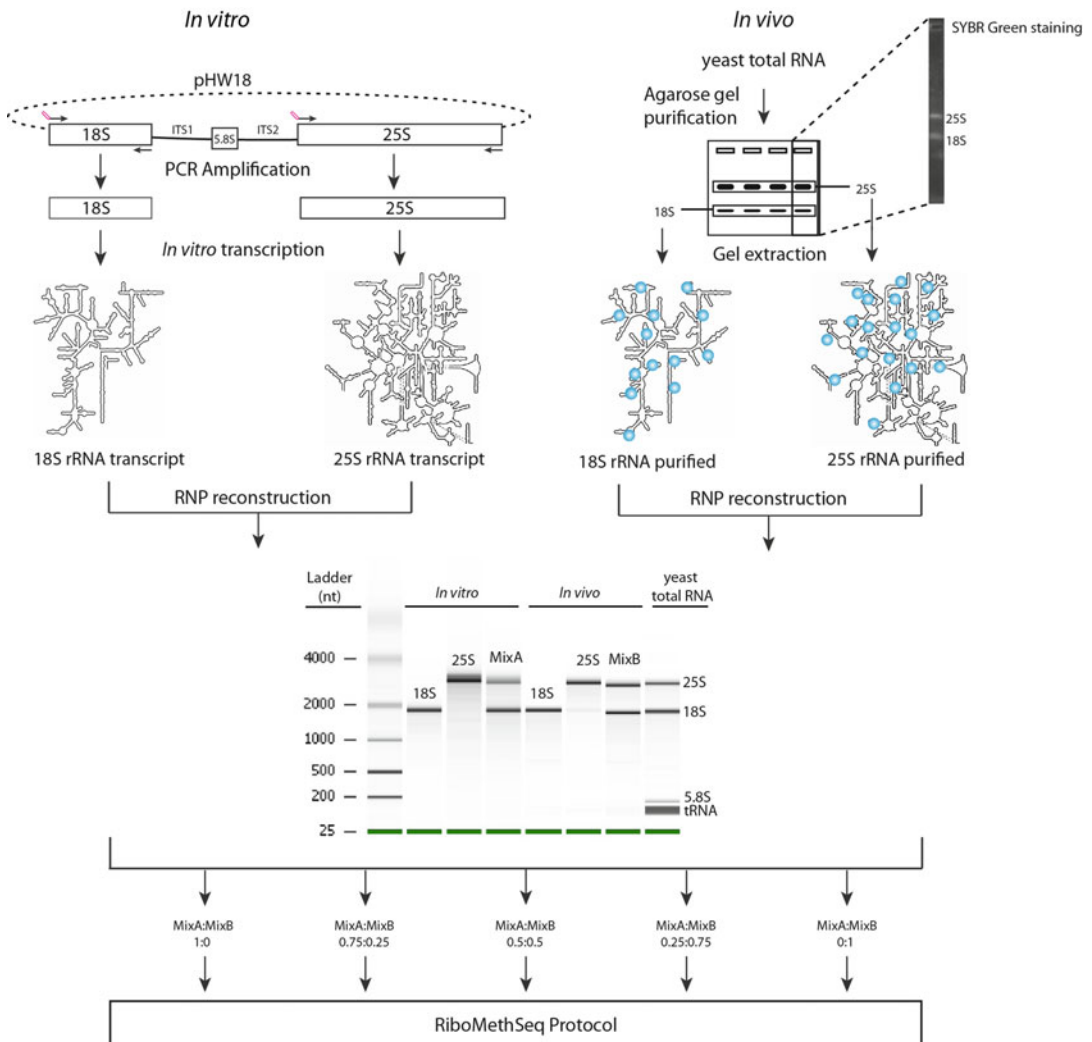 In vitro
In vivo
SYBR Green staining
pHW18
yeast total RNA
Agarose gel
purification
18S
ITS1
5.8S
ITS2
25S
25S
18S
PCR Amplification
18S
25S
25S
18S
In vitro transcription
Gel extraction
18S rRNA transcript
25S rRNA transcript
18S rRNA purified
25S rRNA purified
RNP reconstruction
RNP reconstruction
Ladder
(nt)
In vitro
In vivo
yeast
total RNA
4000
2000
1000
500
200
25
18S
25S
MixA
18S
25S
MixB
25S
18S
5.8S
tRNA
MixA:MixB
1:0
MixA:MixB
0.75:0.25
MixA:MixB
0.5:0.5
MixA:MixB
0.25:0.75
MixA:MixB
0:1
RiboMethSeq Protocol